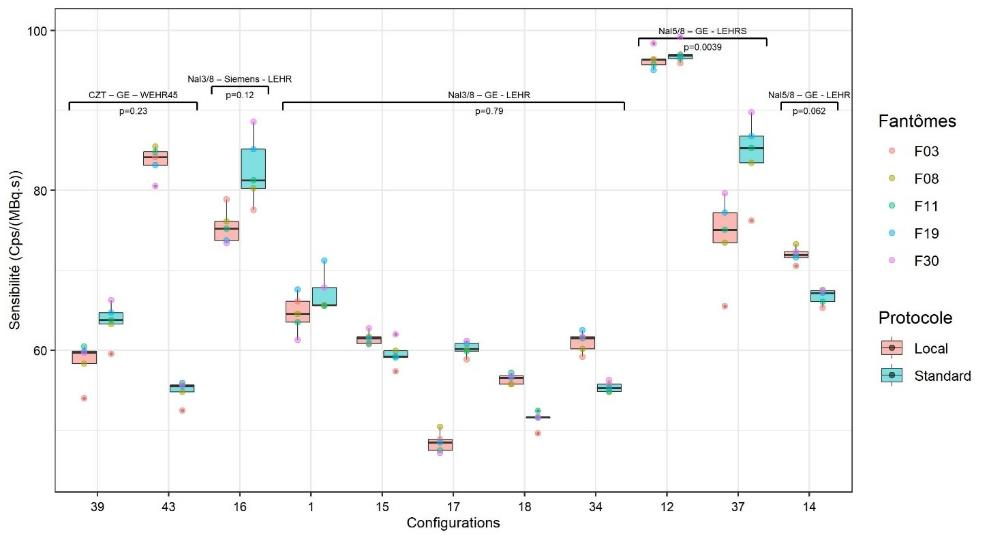 NaI5/8 – GE - LEHRS
p=0.0039
NaI3/8 – Siemens - LEHR
p=0.12
CZT – GE – WEHR45
p=0.23
NaI3/8 – GE - LEHR
p=0.79
NaI5/8 – GE - LEHR
p=0.062
100
80
60
Sensibilité (Cps/(MBq.s))
39 43 16 1 15 17 18 34 12 37 14
Configurations
Fantômes
F03
F08
F11
F19
F30
Protocole
Local
Standard